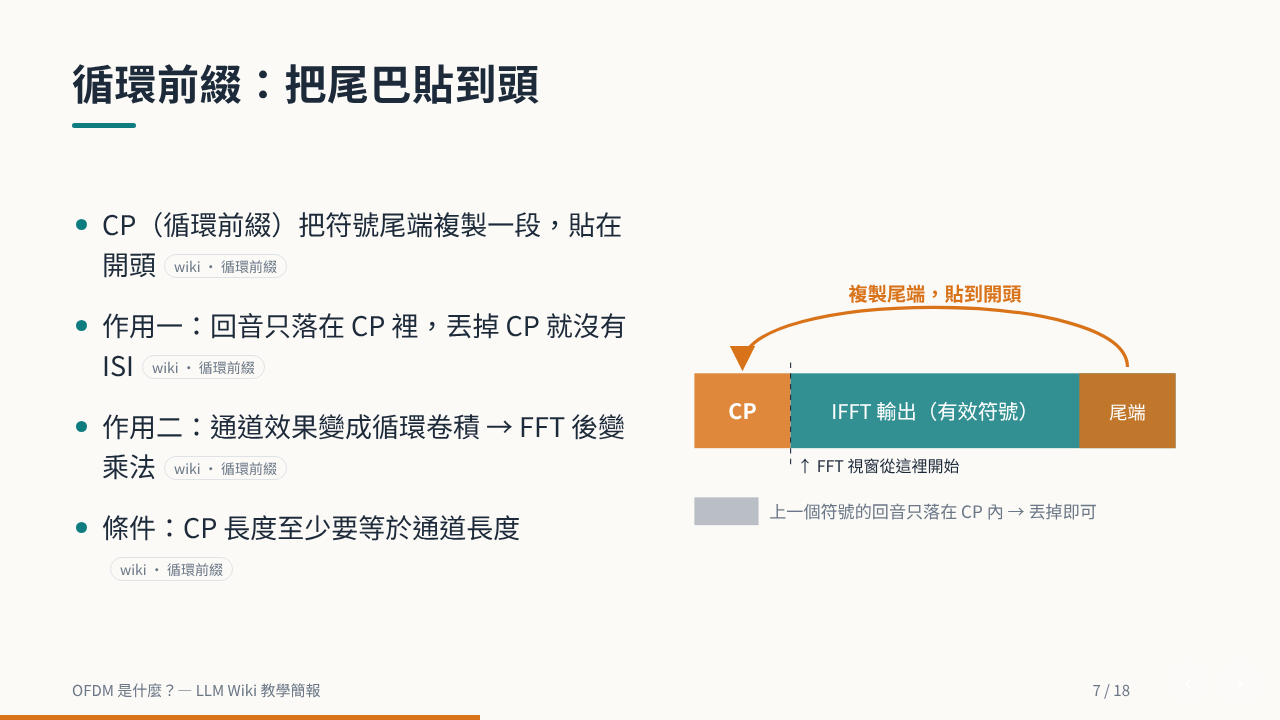 循環前綴：把尾巴貼到頭
CP（循環前綴）把符號尾端複製一段，貼在
開頭 wiki · 循環前綴
作用一：回音只落在 CP 裡，丟掉 CP 就沒有
ISI wiki · 循環前綴
作用二：通道效果變成循環卷積 → FFT 後變
乘法 wiki · 循環前綴
條件：CP 長度至少要等於通道長度
wiki · 循環前綴
複製尾端，貼到開頭
CP
IFFT 輸出（有效符號）
尾端
↑ FFT 視窗從這裡開始
上一個符號的回音只落在 CP 內 → 丟掉即可
OFDM 是什麼？— LLM Wiki 教學簡報
7 / 18